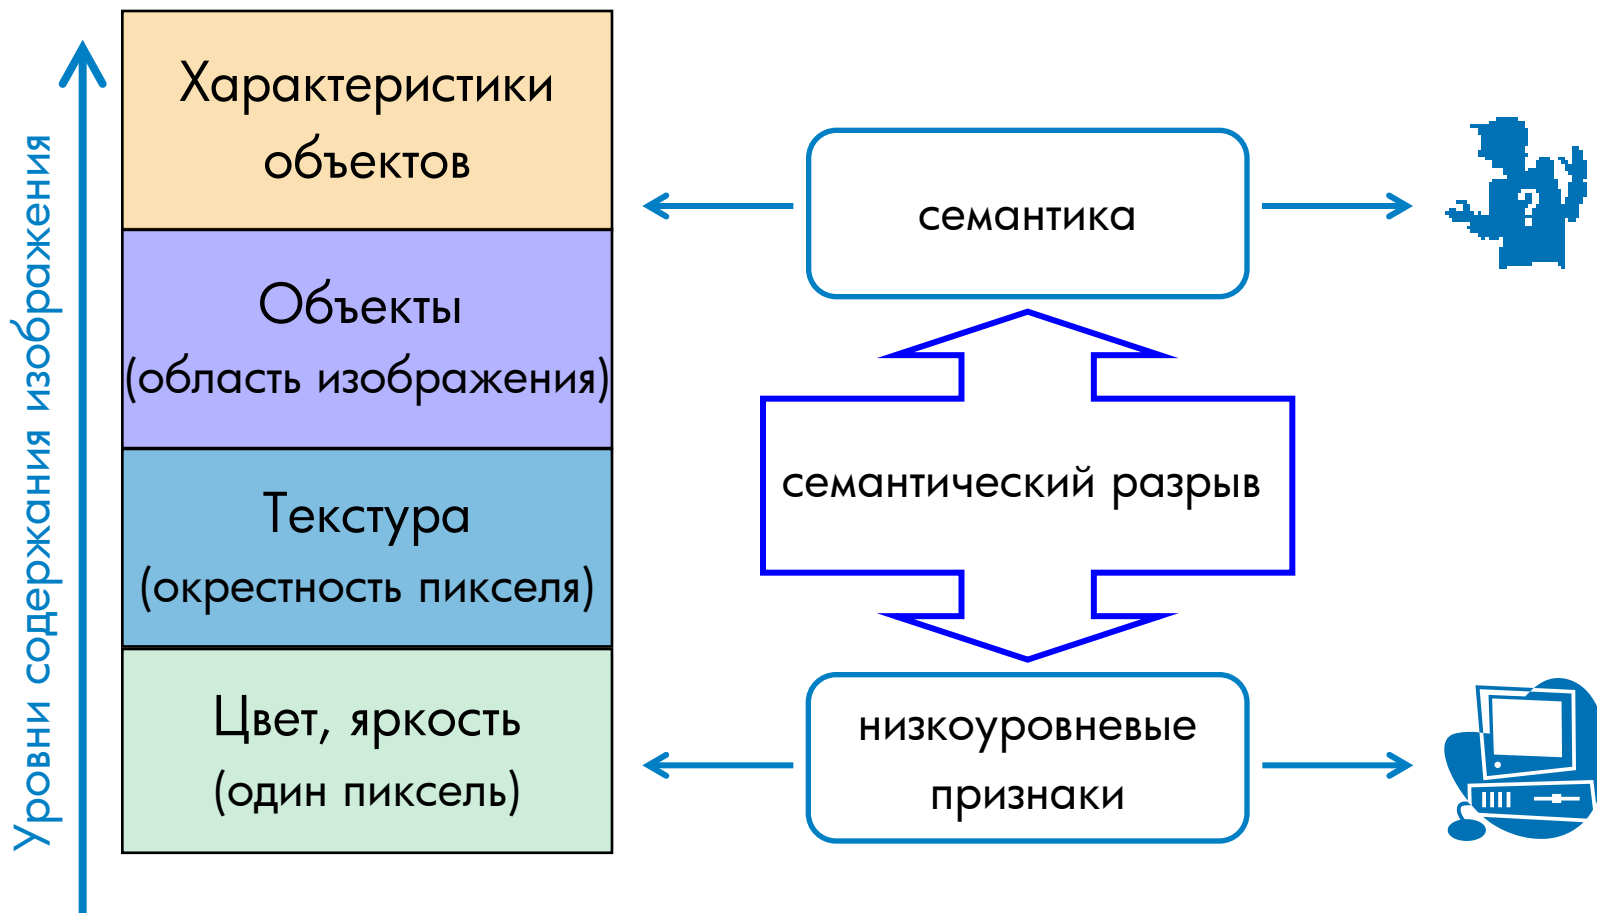 Уровни содержания изображения
Характеристики
объектов
Объекты
(область изображения)
Текстура
(окрестность пикселя)
Цвет, яркость
(один пиксель)
семантика
?
семантический разрыв
низкоуровневые
признаки